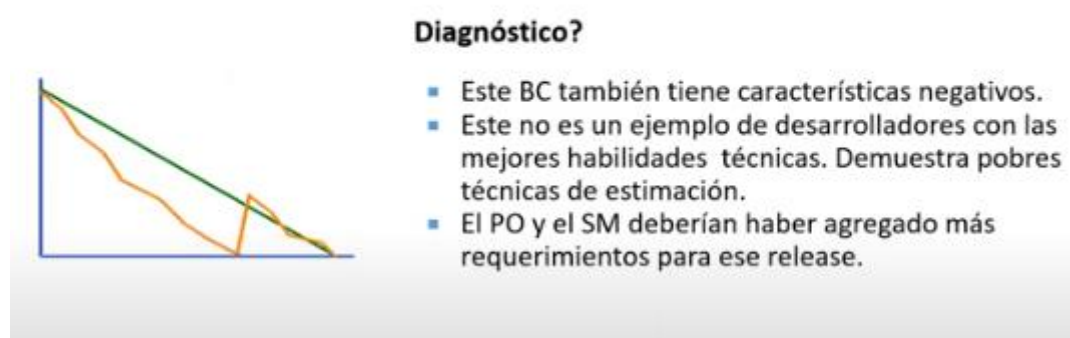 Diagnóstico?
Este BC también tiene características negativos.
Este no es un ejemplo de desarrolladores con las
mejores habilidades técnicas. Demuestra pobres
técnicas de estimación.
El PO y el SM deberían haber agregado más
requerimientos para ese release.